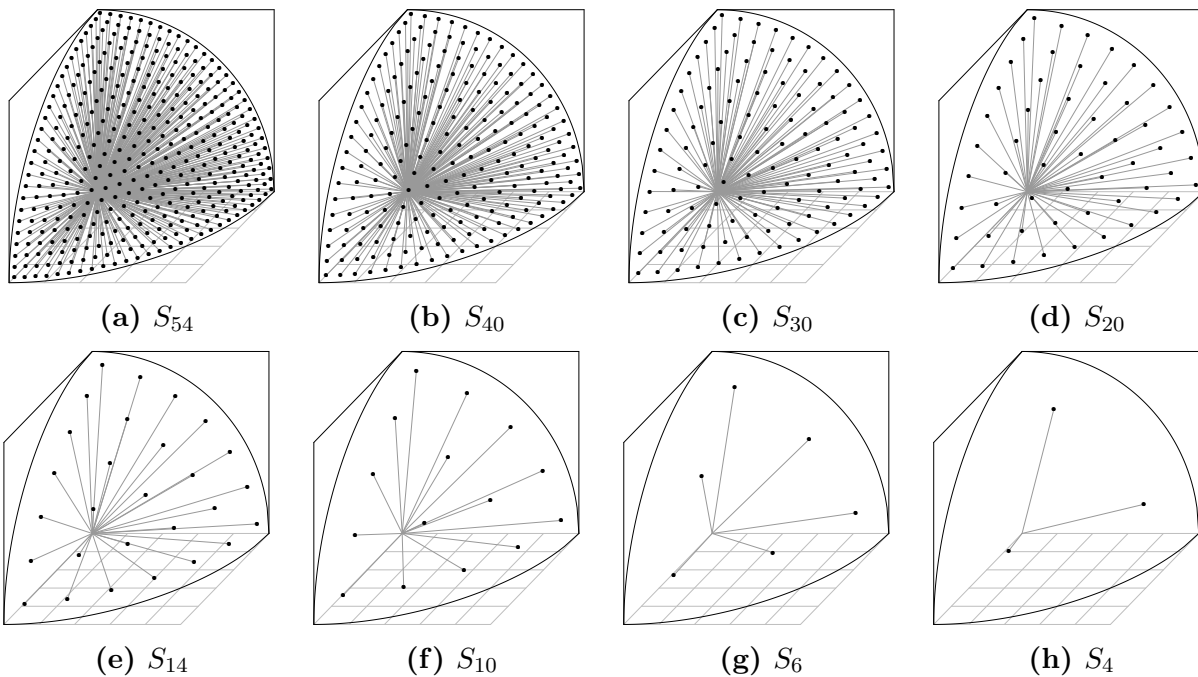 (a) S₅₄ (b) S₄₀ (c) S₃₀ (d) S₂₀
(e) S₁₄ (f) S₁₀ (g) S₆ (h) S₄